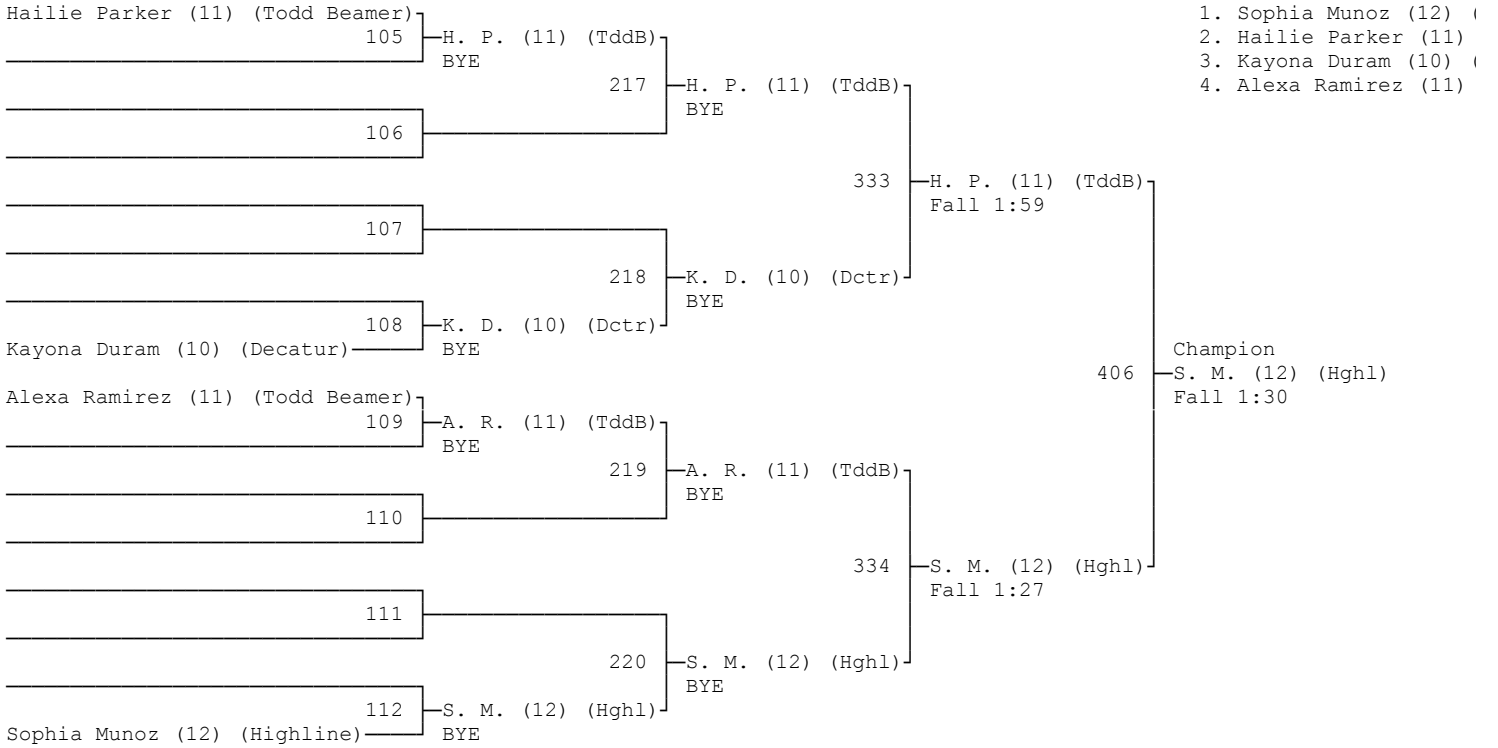 Hailie Parker (11) (Todd Beamer)
1. Sophia Munoz (12) (
105 H. P. (11) (TddB)
2. Hailie Parker (11)
BYE
3. Kayona Duram (10) (
217 H. P. (11) (TddB)
4. Alexa Ramirez (11)
BYE
106
333 H. P. (11) (TddB)
Fall 1:59
107
218 K. D. (10) (Dctr)
BYE
108 K. D. (10) (Dctr)
Kayona Duram (10) (Decatur) BYE
Champion
406 S. M. (12) (Hghl)
Fall 1:30
Alexa Ramirez (11) (Todd Beamer)
109 A. R. (11) (TddB)
BYE
219 A. R. (11) (TddB)
BYE
110
334 S. M. (12) (Hghl)
Fall 1:27
111
220 S. M. (12) (Hghl)
BYE
112 S. M. (12) (Hghl)
Sophia Munoz (12) (Highline) BYE